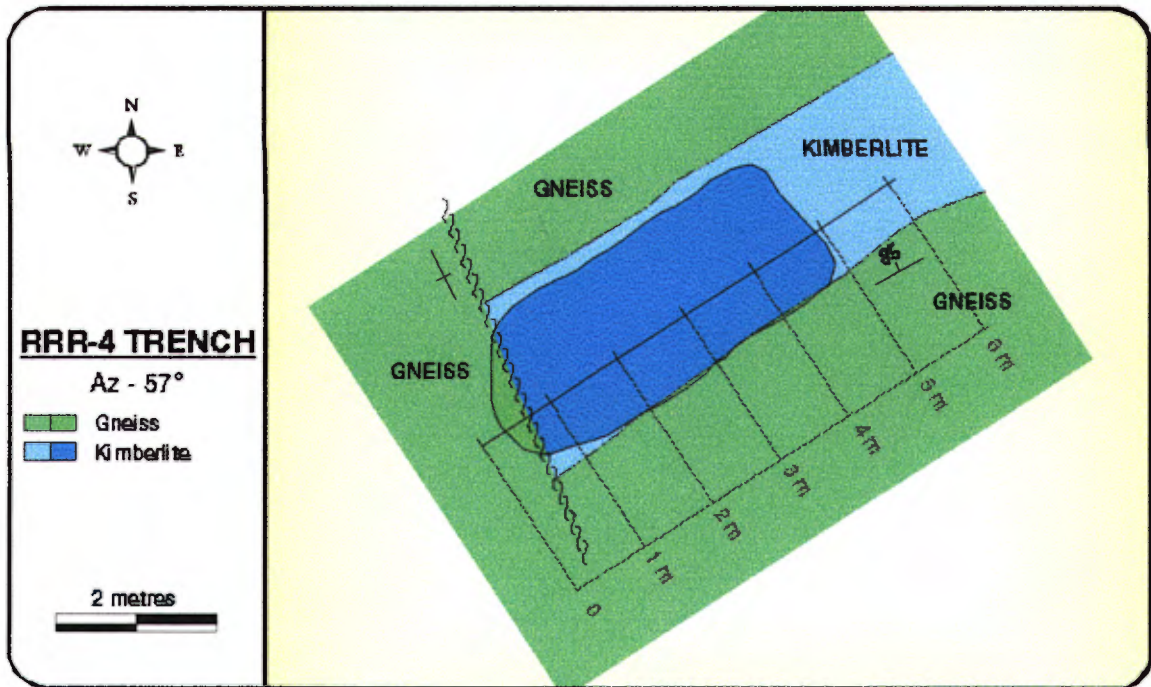 N
W E
S
RRR-4 TRENCH
Az - 57°
Gneiss
Kimberlite
2 metres
KIMBERLITE
GNEISS
GNEISS
GNEISS
0
1 m
2 m
3 m
4 m
5 m
6 m